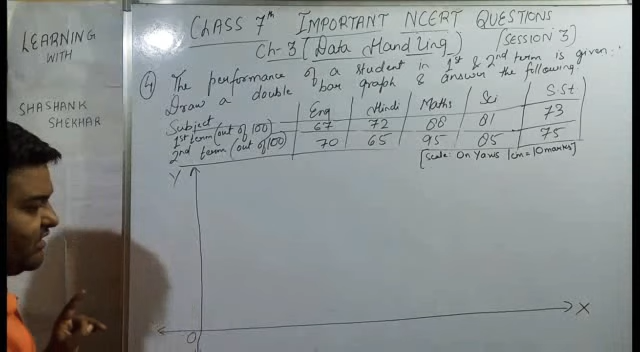 CLASS 7th IMPORTANT NCERT QUESTIONS
LEARNING
WITH
SHASHANK
SHEKHAR
Ch-3 (Data Handling)
[SESSION 3]
4 The performance of a student in 1st & 2nd term is given:
Draw a double bar graph & answer the following:
Subject Eng Hindi Maths Sci S.St
1st term (out of 100) 67 72 88 81 73
2nd term (out of 100) 70 65 95 85 75
[Scale: On Y axis 1cm = 10 marks]
Y
O
X